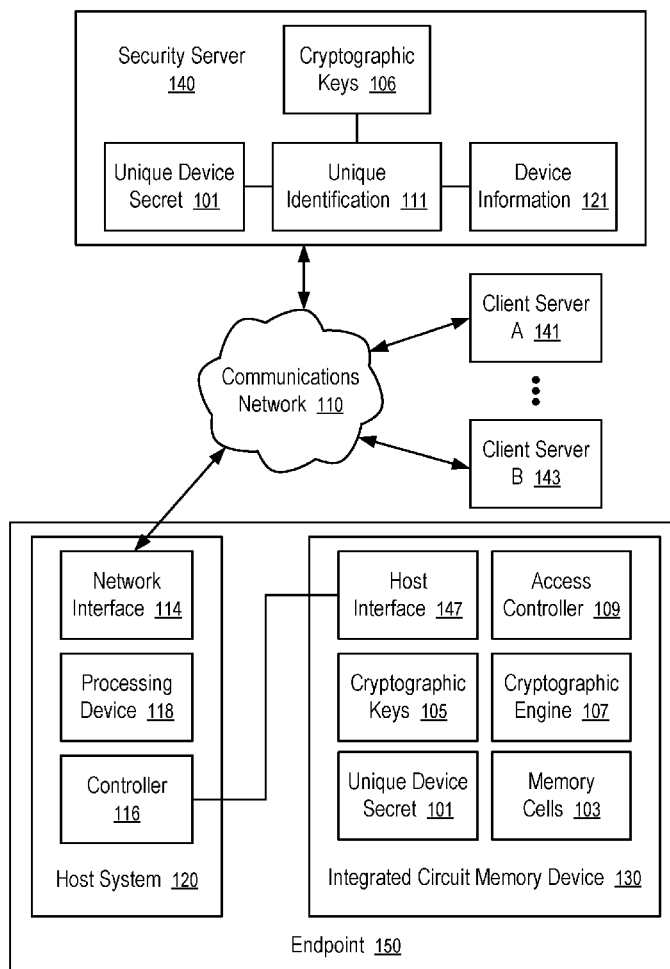 Security Server
140
Cryptographic
Keys 106
Unique Device
Secret 101
Unique
Identification 111
Device
Information 121
Communications
Network 110
Client Server
A 141
Client Server
B 143
Network
Interface 114
Processing
Device 118
Controller
116
Host System 120
Host
Interface 147
Access
Controller 109
Cryptographic
Keys 105
Cryptographic
Engine 107
Unique Device
Secret 101
Memory
Cells 103
Integrated Circuit Memory Device 130
Endpoint 150